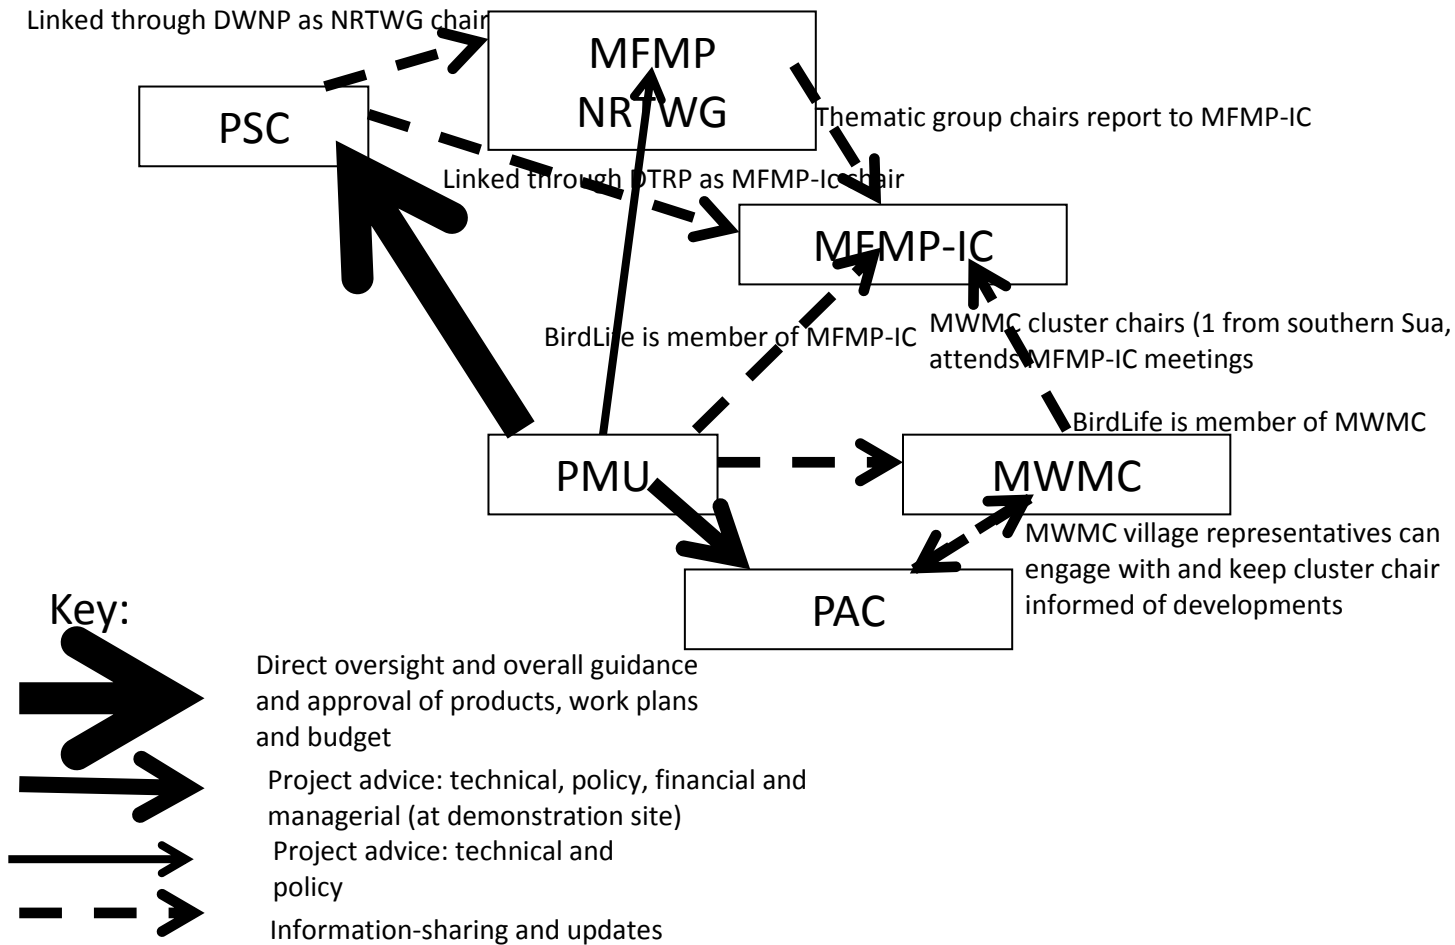 Linked through DWNP as NRTWG chair
MFMP
NRTWG
PSC
Thematic group chairs report to MFMP-IC
Linked through DTRP as MFMP-Ic chair
MFMP-IC
BirdLife is member of MFMP-IC
MWMC cluster chairs (1 from southern Sua,
attends MFMP-IC meetings
BirdLife is member of MWMC
PMU
MWMC
MWMC village representatives can
engage with and keep cluster chair
informed of developments
PAC
Key:
Direct oversight and overall guidance
and approval of products, work plans
and budget
Project advice: technical, policy, financial and
managerial (at demonstration site)
Project advice: technical and
policy
Information-sharing and updates